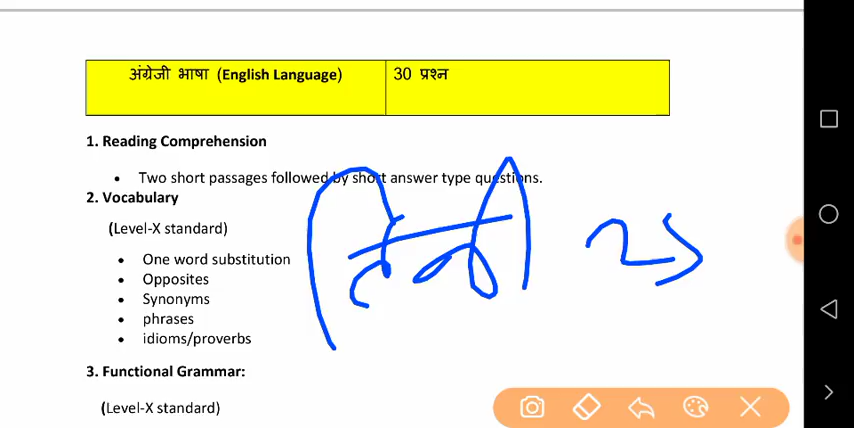 अंग्रेजी भाषा (English Language) 30 प्रश्न
1. Reading Comprehension
• Two short passages followed by short answer type questions.
2. Vocabulary
(Level-X standard)
• One word substitution
• Opposites
• Synonyms
• phrases
• idioms/proverbs
हिन्दी
3. Functional Grammar:
(Level-X standard)